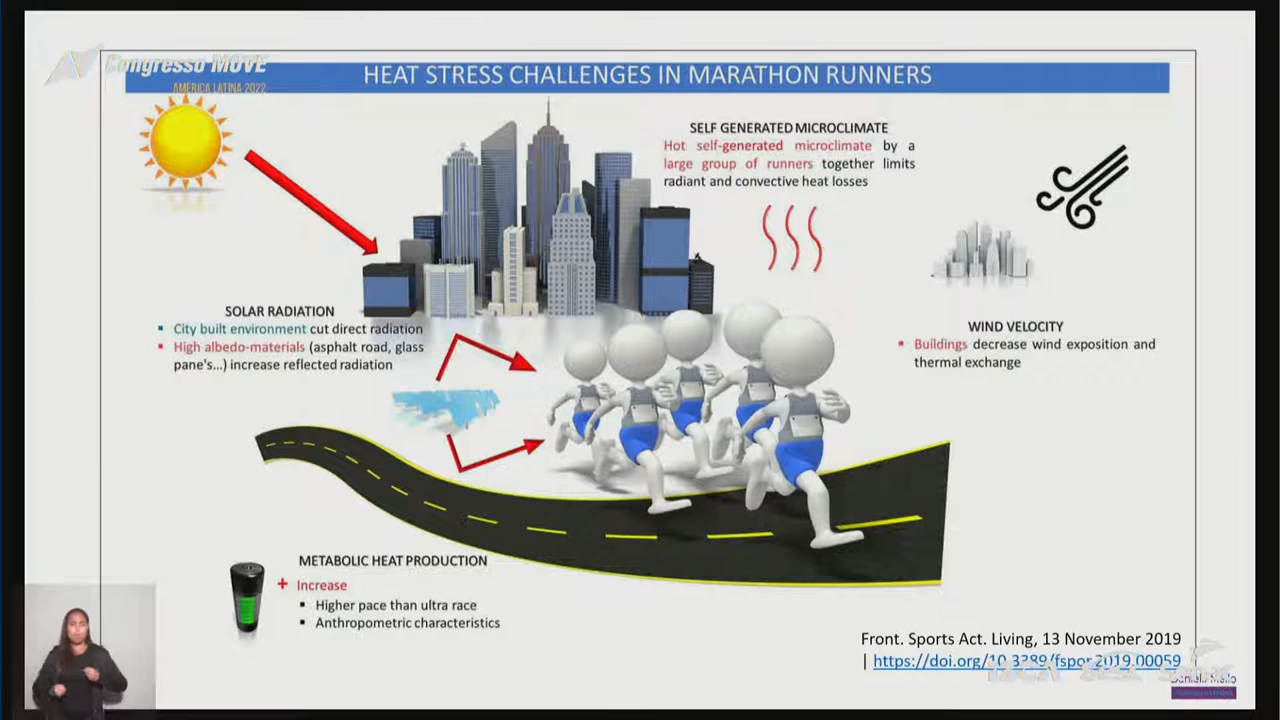 Congresso MOVE
AMÉRICA LATINA 2022
HEAT STRESS CHALLENGES IN MARATHON RUNNERS
SELF GENERATED MICROCLIMATE
Hot self-generated microclimate by a
large group of runners together limits
radiant and convective heat losses
SOLAR RADIATION
▪ City built environment cut direct radiation
▪ High albedo-materials (asphalt road, glass
pane's...) increase reflected radiation
WIND VELOCITY
▪ Buildings decrease wind exposition and
thermal exchange
METABOLIC HEAT PRODUCTION
+ Increase
▪ Higher pace than ultra race
▪ Anthropometric characteristics
Front. Sports Act. Living, 13 November 2019
| https://doi.org/10.3389/fspor.2019.00059